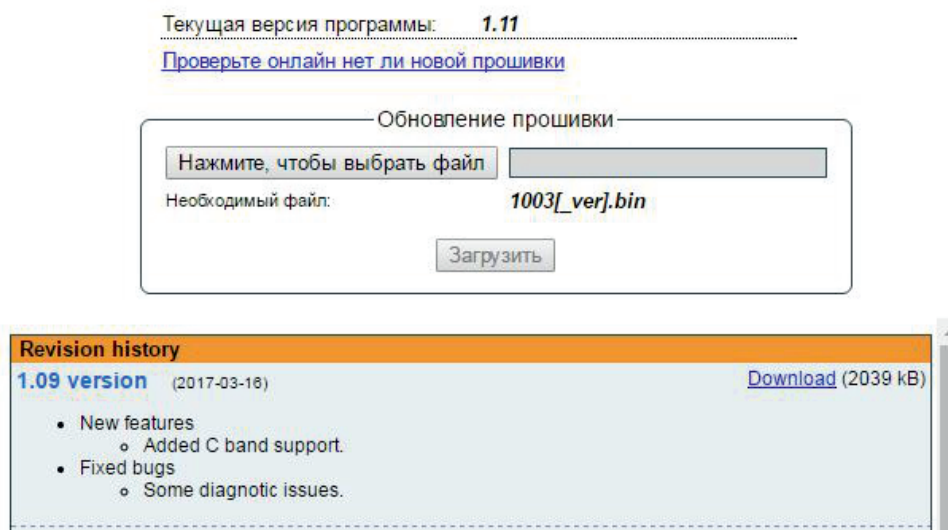 Текущая версия программы: 1.11
Проверьте онлайн нет ли новой прошивки
Обновление прошивки
Нажмите, чтобы выбрать файл
Необходимый файл: 1003[_ver].bin
Загрузить
Revision history
1.09 version (2017-03-16) Download (2039 kB)
New features
Added C band support.
Fixed bugs
Some diagnotic issues.